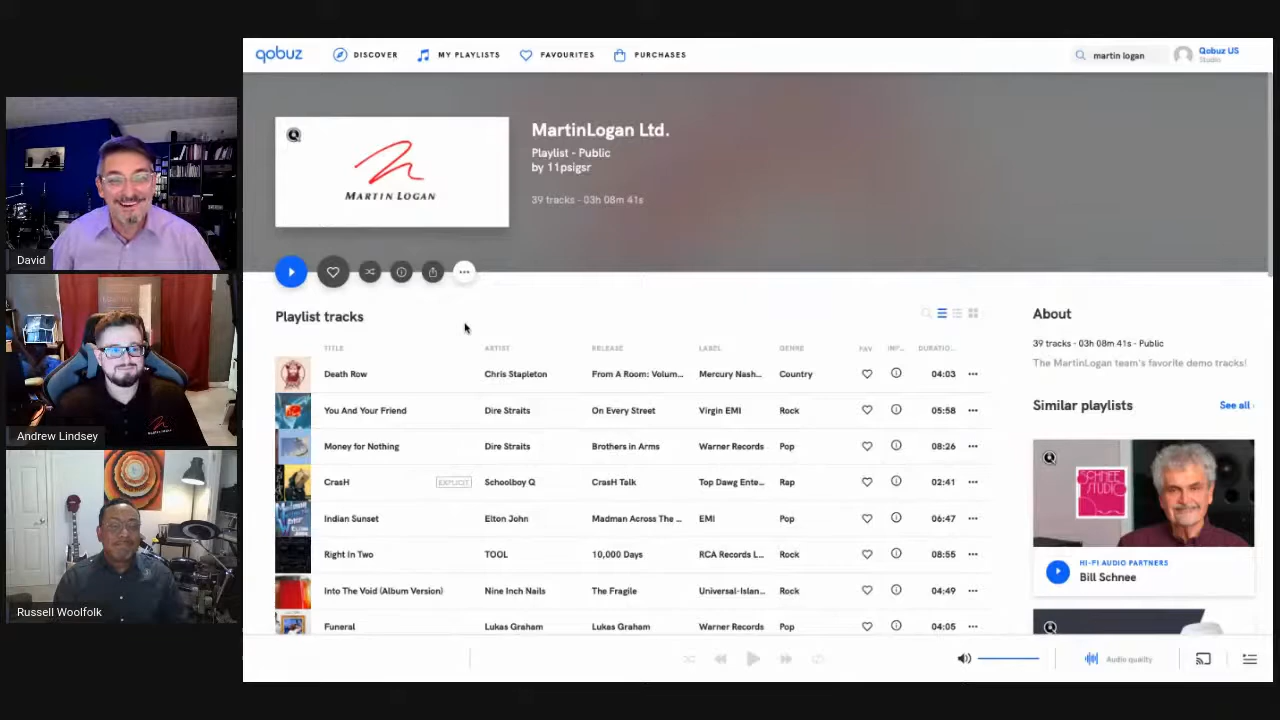 qobuz DISCOVER MY PLAYLISTS FAVOURITES PURCHASES martin logan Qobuz US
Studio
MARTIN LOGAN
MartinLogan Ltd.
Playlist - Public
by 11psigsr
39 tracks - 03h 08m 41s
Playlist tracks
TITLE ARTIST RELEASE LABEL GENRE FAV INF... DURATIO...
Death Row Chris Stapleton From A Room: Volum... Mercury Nash... Country 04:03
You And Your Friend Dire Straits On Every Street Virgin EMI Rock 05:58
Money for Nothing Dire Straits Brothers in Arms Warner Records Pop 08:26
CrasH EXPLICIT Schoolboy Q CrasH Talk Top Dawg Ente... Rap 02:41
Indian Sunset Elton John Madman Across The ... EMI Pop 06:47
Right In Two TOOL 10,000 Days RCA Records L... Rock 08:55
Into The Void (Album Version) Nine Inch Nails The Fragile Universal-Islan... Rock 04:49
Funeral Lukas Graham Lukas Graham Warner Records Pop 04:05
About
39 tracks - 03h 08m 41s - Public
The MartinLogan team's favorite demo tracks!
Similar playlists See all
SCHNEE
STUDIO
HI-FI AUDIO PARTNERS
Bill Schnee
Audio quality
David
Andrew Lindsey
Russell Woolfolk